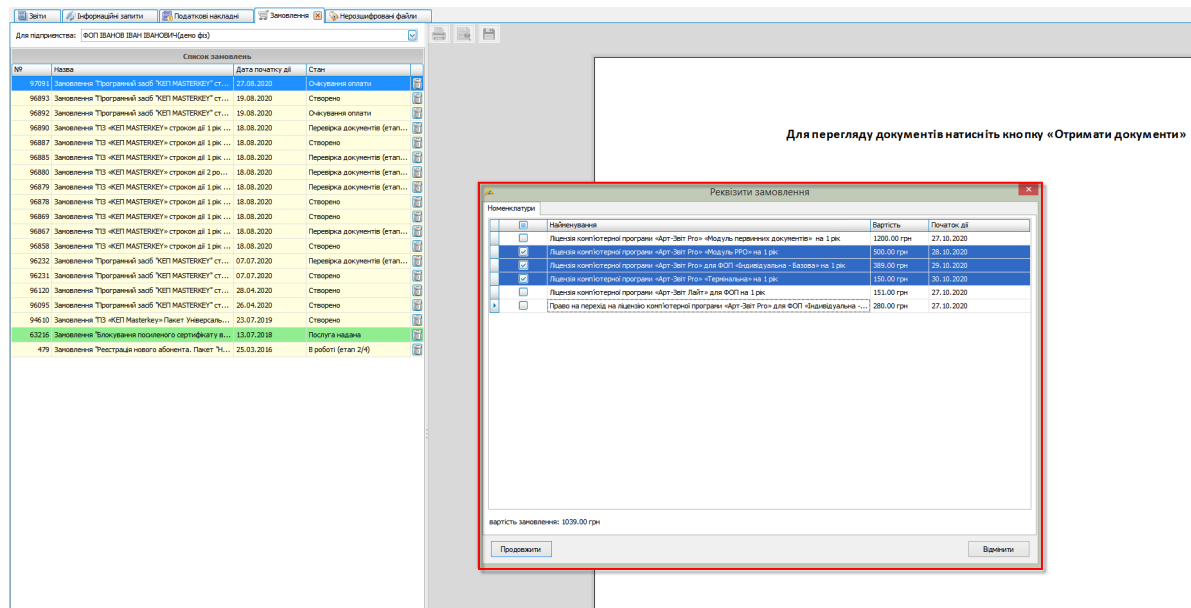 Звіти Інформаційні запити Податкові накладні Замовлення Нерозшифровані файли
Для підприємства: ФОП ІВАНОВ ІВАН ІВАНОВИЧ(демо фіз)
Список замовлень
№ Назва Дата початку дії Стан
97091 Замовлення "Програмний засіб "КЕП MASTERKEY" ст... 27.08.2020 Очікування оплати
96893 Замовлення "Програмний засіб "КЕП MASTERKEY" ст... 19.08.2020 Створено
96892 Замовлення "Програмний засіб "КЕП MASTERKEY" ст... 19.08.2020 Очікування оплати
96890 Замовлення "ПЗ «КЕП MASTERKEY» строком дії 1 рік ... 18.08.2020 Перевірка документів (етап...
96887 Замовлення "ПЗ «КЕП MASTERKEY» строком дії 1 рік ... 18.08.2020 Створено
96885 Замовлення "ПЗ «КЕП MASTERKEY» строком дії 1 рік ... 18.08.2020 Перевірка документів (етап...
96880 Замовлення "ПЗ «КЕП MASTERKEY» строком дії 2 ро... 18.08.2020 Перевірка документів (етап...
96879 Замовлення "ПЗ «КЕП MASTERKEY» строком дії 1 рік ... 18.08.2020 Перевірка документів (етап...
96878 Замовлення "ПЗ «КЕП MASTERKEY» строком дії 1 рік ... 18.08.2020 Створено
96869 Замовлення "ПЗ «КЕП MASTERKEY» строком дії 1 рік ... 18.08.2020 Створено
96867 Замовлення "ПЗ «КЕП MASTERKEY» строком дії 1 рік ... 18.08.2020 Перевірка документів (етап...
96858 Замовлення "ПЗ «КЕП MASTERKEY» строком дії 1 рік ... 18.08.2020 Створено
96232 Замовлення "Програмний засіб "КЕП MASTERKEY" ст... 07.07.2020 Перевірка документів (етап...
96231 Замовлення "Програмний засіб "КЕП MASTERKEY" ст... 07.07.2020 Створено
96120 Замовлення "Програмний засіб "КЕП MASTERKEY" ст... 28.04.2020 Створено
96095 Замовлення "Програмний засіб "КЕП MASTERKEY" ст... 26.04.2020 Створено
94610 Замовлення "ПЗ «КЕП Masterkey» Пакет Універсаль... 23.07.2019 Створено
63216 Замовлення "Блокування посиленого сертифікату в... 13.07.2018 Послуга надана
479 Замовлення "Реєстрація нового абонента. Пакет "Н... 25.03.2016 В роботі (етап 2/4)
Для перегляду документів натисніть кнопку «Отримати документи»
Реквізити замовлення
Номенклатури
Найменування Вартість Початок дії
Ліцензія комп'ютерної програми «Арт-Звіт Pro» «Модуль первинних документів» на 1 рік 1200.00 грн 27.10.2020
Ліцензія комп'ютерної програми «Арт-Звіт Pro» «Модуль РРО» на 1 рік 500.00 грн 28.10.2020
Ліцензія комп'ютерної програми «Арт-Звіт Pro» для ФОП «Індивідуальна - Базова» на 1 рік 389.00 грн 29.10.2020
Ліцензія комп'ютерної програми «Арт-Звіт Pro» «Термінальна» на 1 рік 150.00 грн 30.10.2020
Ліцензія комп'ютерної програми «Арт-Звіт Лайт» для ФОП на 1 рік 151.00 грн 27.10.2020
Право на перехід на ліцензію комп'ютерної програми «Арт-Звіт Pro» для ФОП «Індивідуальна -... 280.00 грн 27.10.2020
вартість замовлення: 1039.00 грн
Продовжити Відмінити